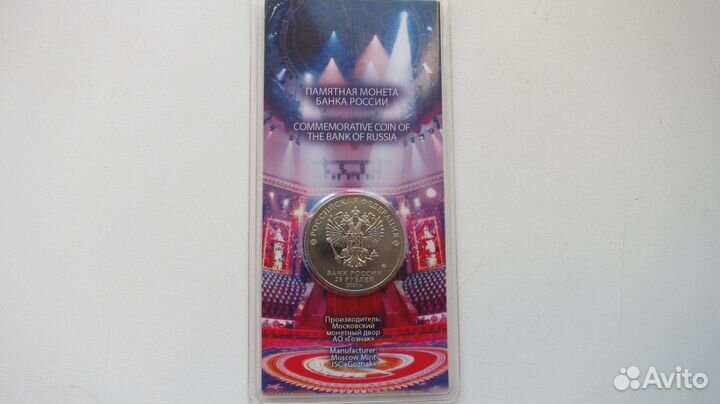 ПАМЯТНАЯ МОНЕТА
БАНКА РОССИИ
COMMEMORATIVE COIN OF
THE BANK OF RUSSIA
РОССИЙСКАЯ ФЕДЕРАЦИЯ
БАНК РОССИИ
25 РУБЛЕЙ
Производитель:
Московский
монетный двор
АО «Гознак»
Manufacturer:
Moscow Mint
JSC «Goznak»
Avito